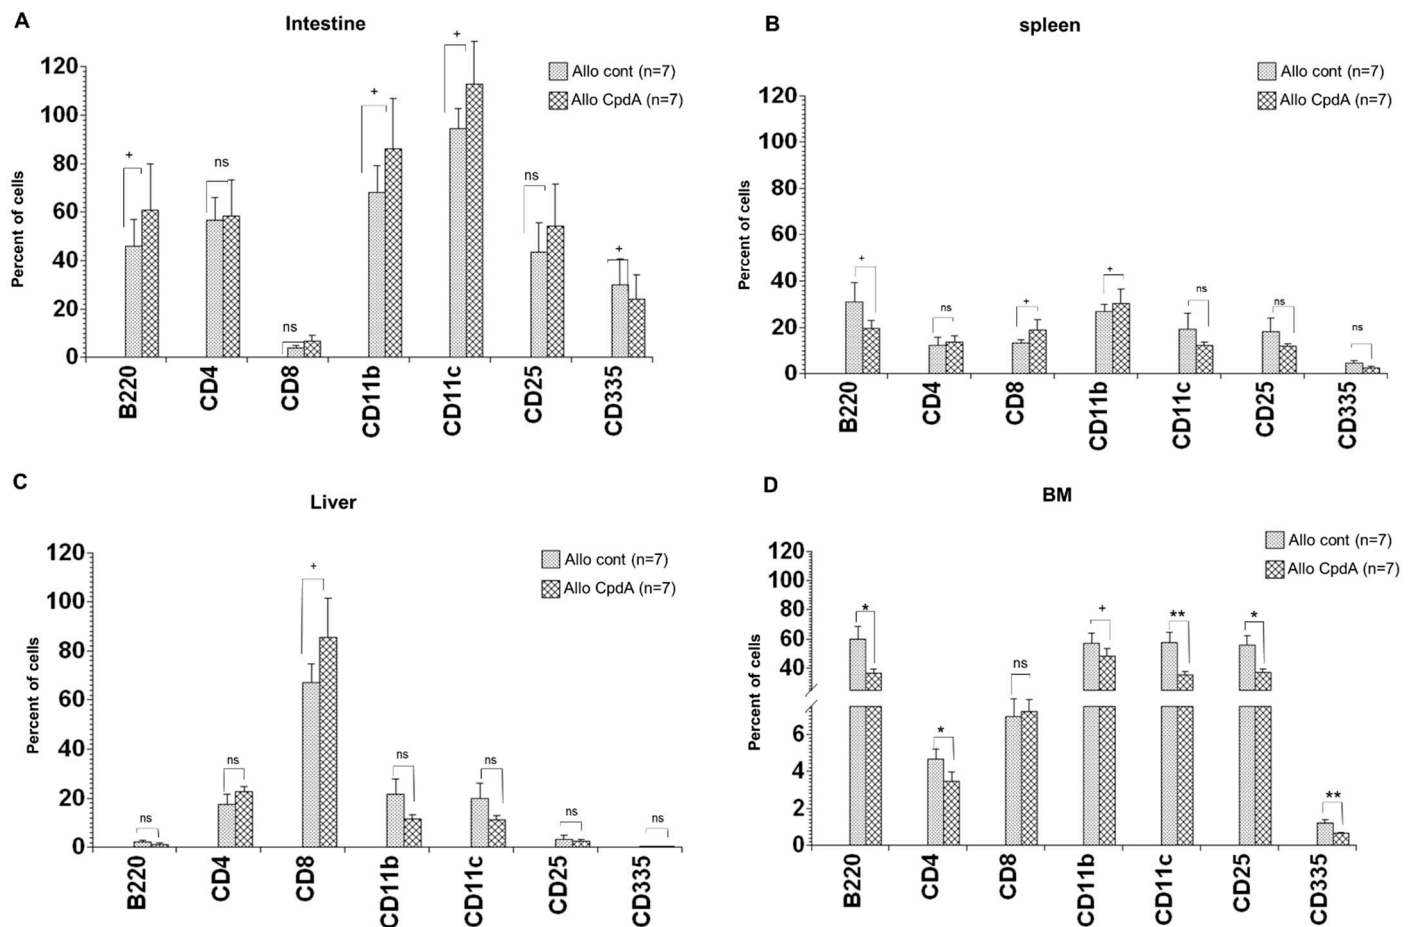 A
Intestine
Allo cont (n=7)
Allo CpdA (n=7)
Percent of cells
120
100
80
60
40
20
0
+
ns
ns
+
+
ns
+
B220
CD4
CD8
CD11b
CD11c
CD25
CD335
B
spleen
Allo cont (n=7)
Allo CpdA (n=7)
Percent of cells
120
100
80
60
40
20
0
+
ns
+
+
ns
ns
ns
B220
CD4
CD8
CD11b
CD11c
CD25
CD335
C
Liver
Allo cont (n=7)
Allo CpdA (n=7)
Percent of cells
120
100
80
60
40
20
0
ns
ns
+
ns
ns
ns
ns
B220
CD4
CD8
CD11b
CD11c
CD25
CD335
D
BM
Allo cont (n=7)
Allo CpdA (n=7)
Percent of cells
120
100
80
60
40
6
4
2
0
*
*
ns
+
**
*
**
B220
CD4
CD8
CD11b
CD11c
CD25
CD335